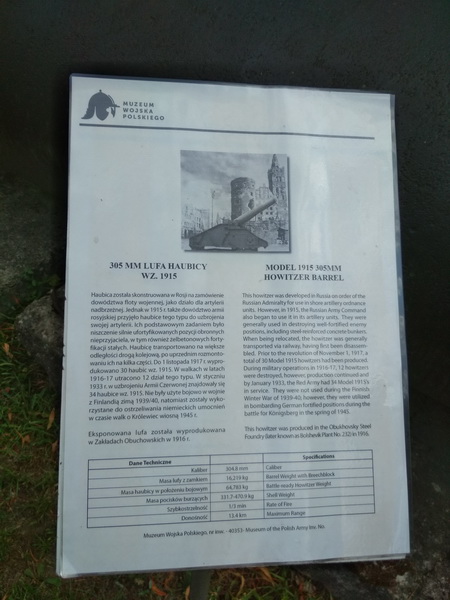 MUZEUM
WOJSKA
POLSKIEGO
305 MM LUFA HAUBICY
WZ. 1915
Haubica została skonstruowana w Rosji na zamówienie
dowództwa floty wojennej, jako działo dla artylerii
nadbrzeżnej. Jednak w 1915 r. także dowództwo armii
rosyjskiej przyjęło haubice tego typu do uzbrojenia
swojej artylerii. Ich podstawowym zadaniem było
niszczenie silnie ufortyfikowanych pozycji obronnych
nieprzyjaciela, w tym również żelbetonowych forty-
fikacji stałych. Haubicę transportowano na większe
odległości drogą kolejową, po uprzednim rozmonto-
waniu ich na kilka części. Do 1 listopada 1917 r. wypro-
dukowano 30 haubic wz. 1915. W walkach w latach
1916-17 utracono 12 dział tego typu. W styczniu
1933 r. w uzbrojeniu Armii Czerwonej znajdowały się
34 haubice wz. 1915. Nie były użyte bojowo w wojnie
z Finlandią zimą 1939/40, natomiast zostały wyko-
rzystane do ostrzeliwania niemieckich umocnień
w czasie walk o Królewiec wiosną 1945 r.
Eksponowana lufa została wyprodukowana
w Zakładach Obuchowskich w 1916 r.
MODEL 1915 305MM
HOWITZER BARREL
This howitzer was developed in Russia on order of the
Russian Admiralty for use in shore artillery ordnance
units. However, in 1915, the Russian Army Command
also began to use it in its artillery units. They were
generally used in destroying well-fortified enemy
positions, including steel-reinforced-concrete bunkers.
When being relocated, the howitzer was generally
transported via railway, having first been disassem-
bled. Prior to the revolution of November 1, 1917, a
total of 30 Model 1915 howitzers had been produced.
During military operations in 1916-17, 12 howitzers
were destroyed, however, production continued and
by January 1933, the Red Army had 34 Model 1915s
in service. They were not used during the Finnish
Winter War of 1939-40; however, they were utilized
in bombarding German fortified positions during the
battle for Königsberg in the spring of 1945.
This howitzer was produced in the Obukhovsky Steel
Foundry (later known as Bolshevik Plant No. 232) in 1916.
Dane Techniczne Specifications
Kaliber 304.8 mm Caliber
Masa lufy z zamkiem 16,219 kg Barrel Weight with Breechblock
Masa haubicy w położeniu bojowym 64,783 kg Battle-ready Howitzer Weight
Masa pocisków burzących 331.7-470.9 kg Shell Weight
Szybkostrzelność 1/3 min Rate of Fire
Donośność 13.4 km Maximum Range
Muzeum Wojska Polskiego, nr inw. - 40353- Museum of the Polish Army Inv. No.